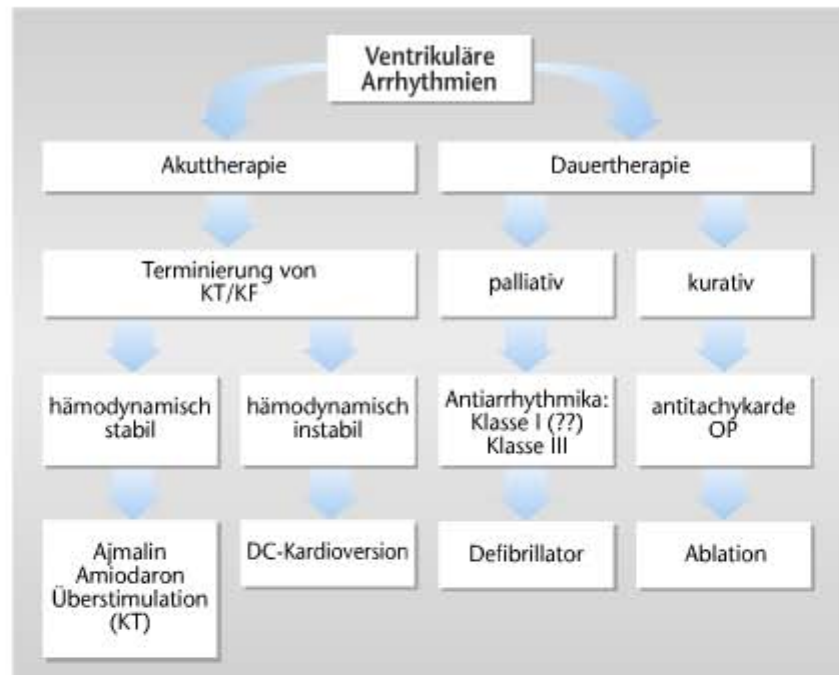 Ventrikuläre
Arrhythmien
Akuttherapie
Dauertherapie
Terminierung von
KT/KF
palliativ
kurativ
hämodynamisch
stabil
hämodynamisch
instabil
Antiarrhythmika:
Klasse I (??)
Klasse III
antitachykarde
OP
Ajmalin
Amiodaron
Überstimulation
(KT)
DC-Kardioversion
Defibrillator
Ablation